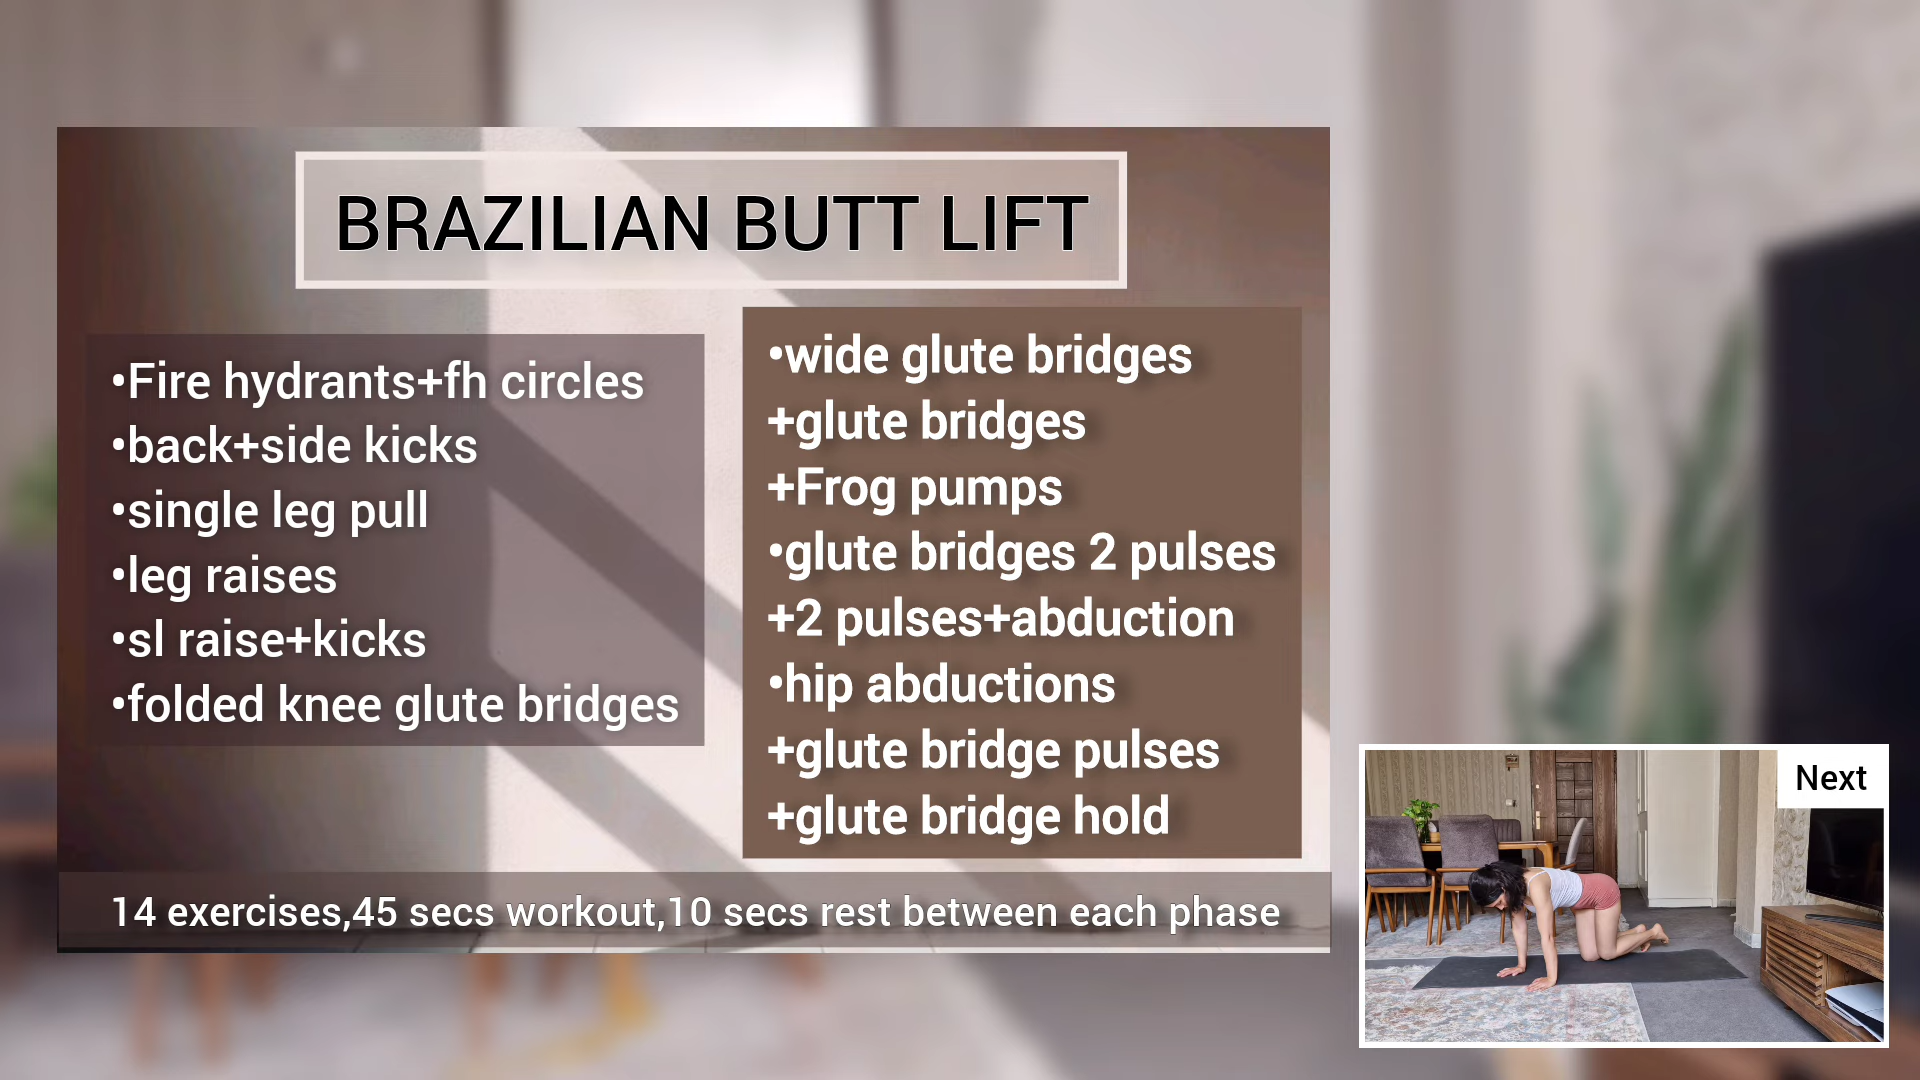 BRAZILIAN BUTT LIFT
•Fire hydrants+fh circles
•back+side kicks
•single leg pull
•leg raises
•sl raise+kicks
•folded knee glute bridges
•wide glute bridges
+glute bridges
+Frog pumps
•glute bridges 2 pulses
+2 pulses+abduction
•hip abductions
+glute bridge pulses
+glute bridge hold
14 exercises,45 secs workout,10 secs rest between each phase
Next